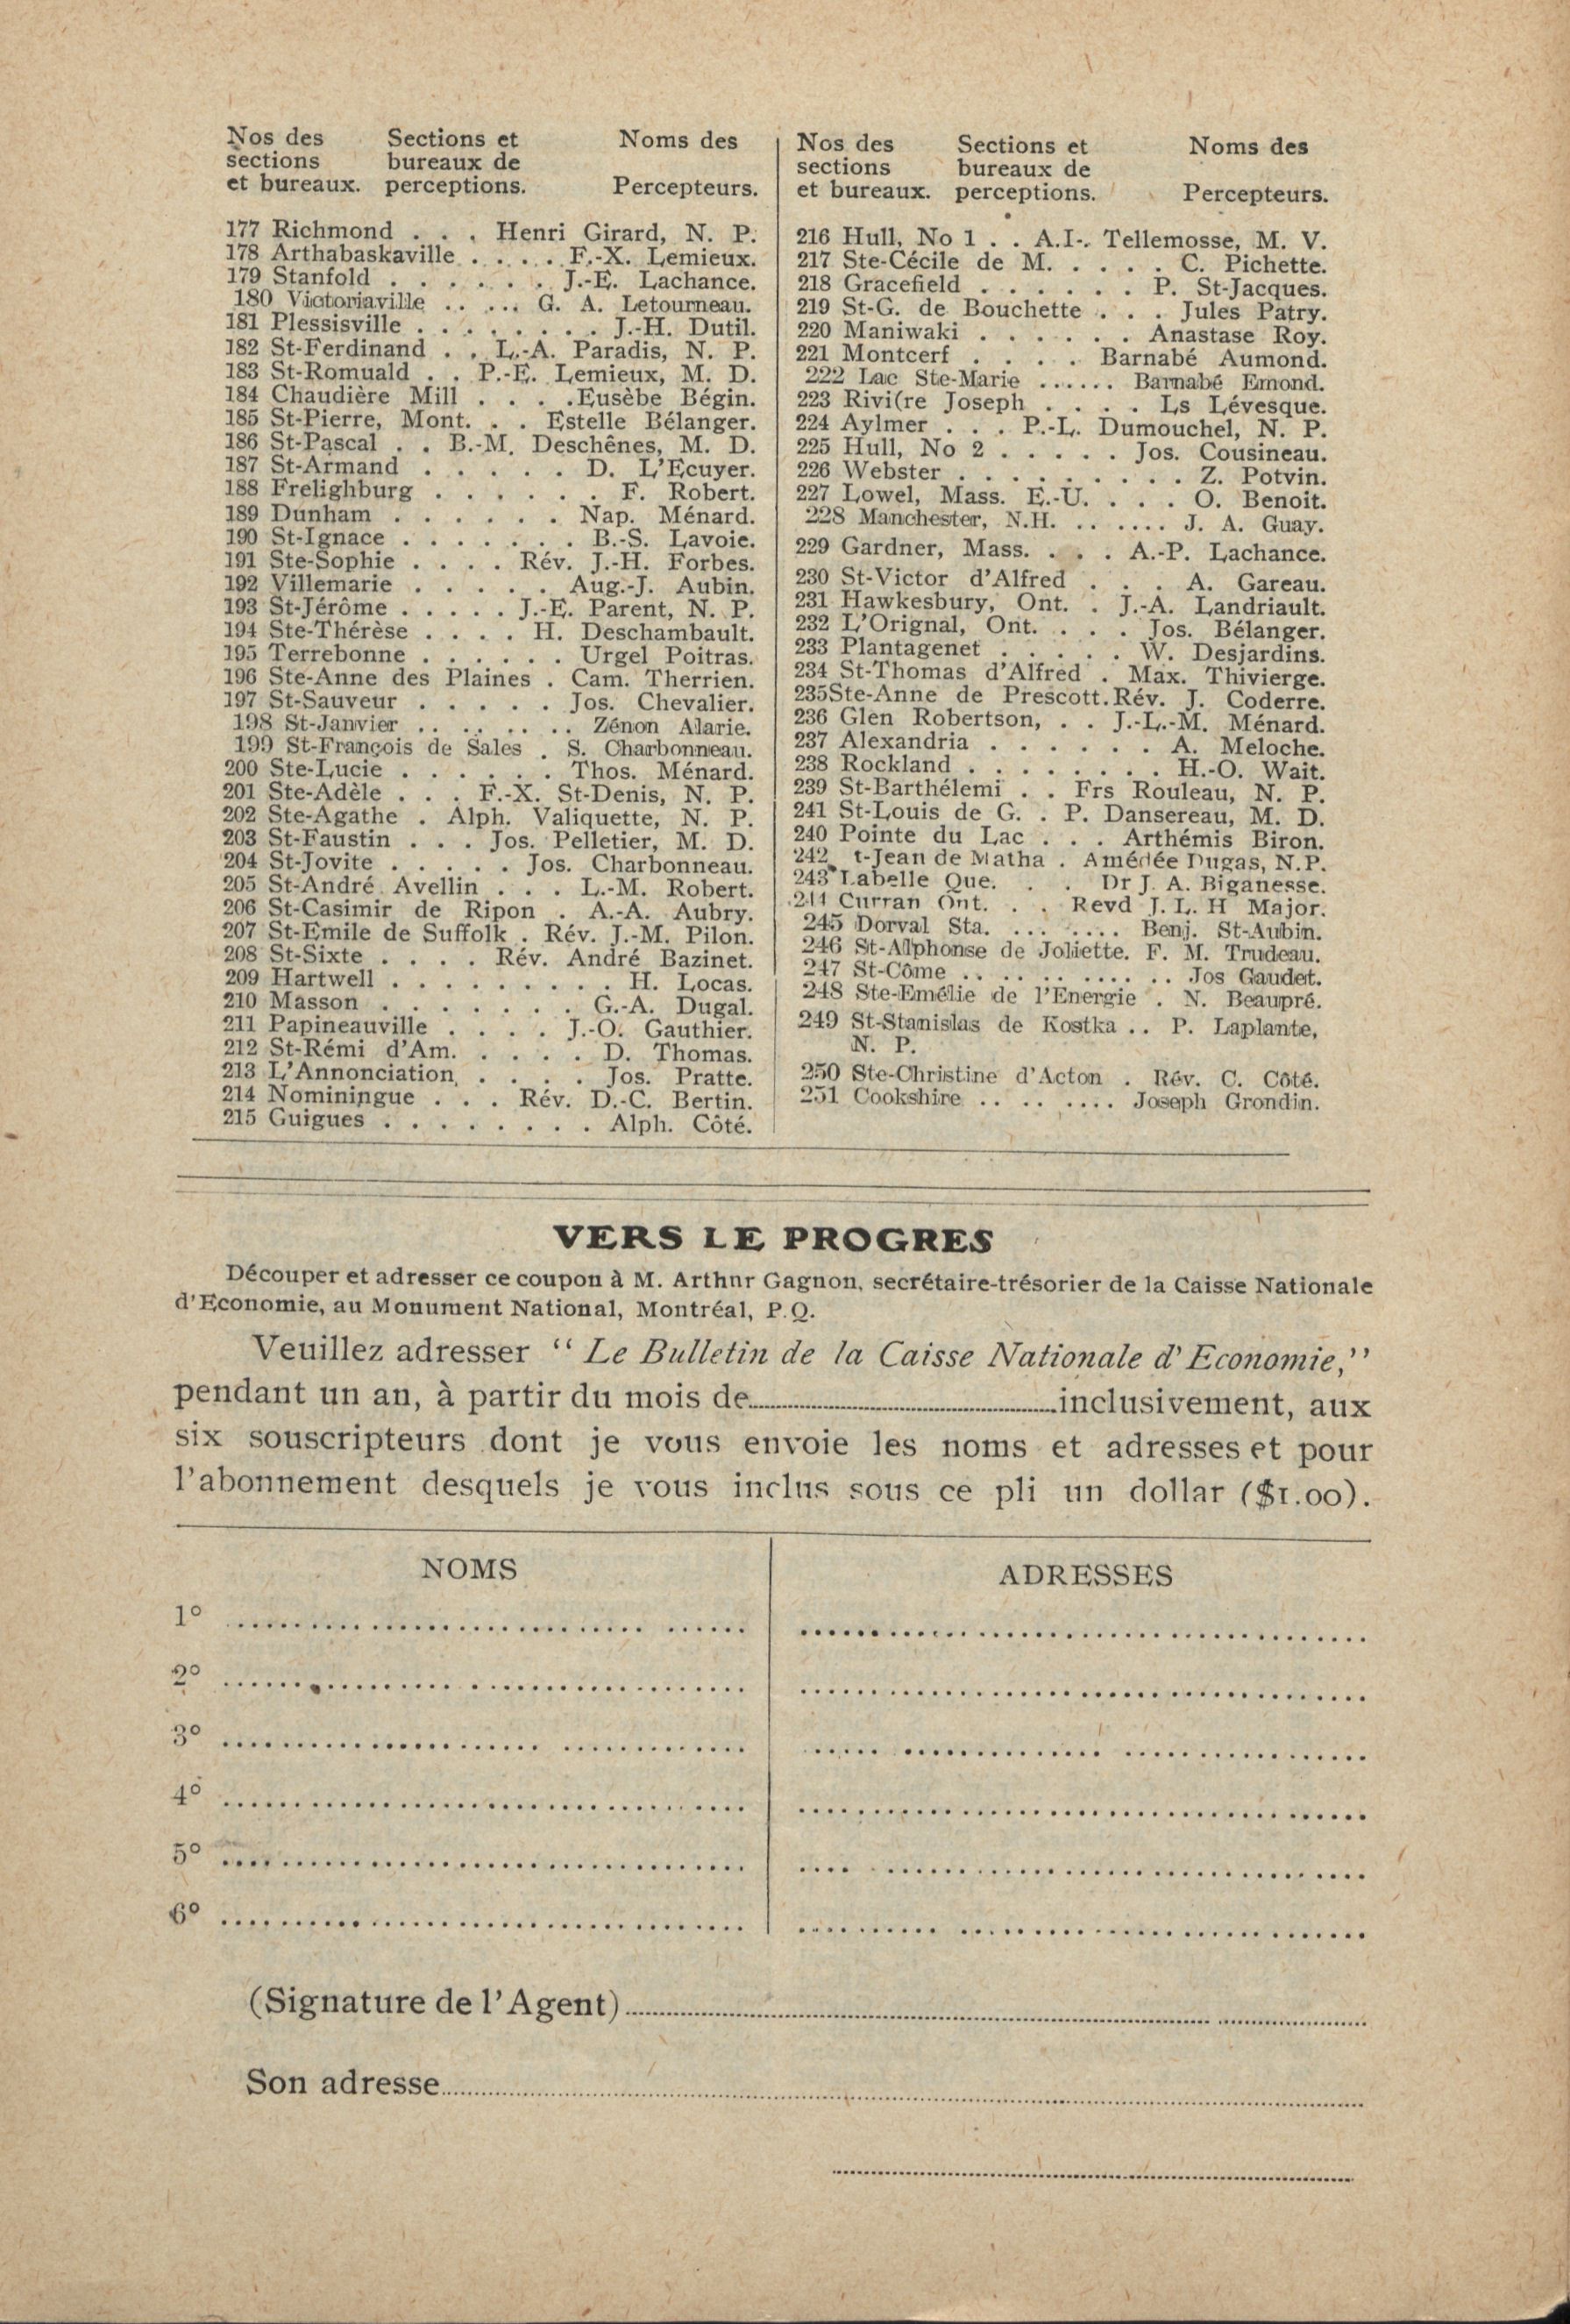 Nos des Sections et Noms des
sections bureaux de
et bureaux. perceptions. Percepteurs.
177 Richmond . . . Henri Girard, N. P.
178 Arthabaskaville . . . . . F.-X. Lemieux.
179 Stanfold . . . . . . J.-E. Lachance.
180 Victoriaville .. ... G. A. Letourneau.
181 Plessisville . . . . . . . J.-H. Dutil.
182 St-Ferdinand . . L.-A. Paradis, N. P.
183 St-Romuald . . P.-E. Lemieux, M. D.
184 Chaudière Mill . . . .Eusèbe Bégin.
185 St-Pierre, Mont. . . Estelle Bélanger.
186 St-Pascal . . B.-M. Deschênes, M. D.
187 St-Armand . . . . . D. L'Ecuyer.
188 Frelighburg . . . . . . F. Robert.
189 Dunham . . . . . . Nap. Ménard.
190 St-Ignace . . . . . . . B.-S. Lavoie.
191 Ste-Sophie . . . . Rév. J.-H. Forbes.
192 Villemarie . . . . . Aug.-J. Aubin.
193 St-Jérôme . . . . . J.-E. Parent, N. P.
194 Ste-Thérèse . . . . H. Deschambault.
195 Terrebonne . . . . . . Urgel Poitras.
196 Ste-Anne des Plaines . Cam. Therrien.
197 St-Sauveur . . . . . Jos. Chevalier.
198 St-Janvier .. .. .. .. Zénon Alarie.
199 St-François de Sales . S. Charbonneau.
200 Ste-Lucie . . . . . . Thos. Ménard.
201 Ste-Adèle . . . F.-X. St-Denis, N. P.
202 Ste-Agathe . Alph. Valiquette, N. P.
203 St-Faustin . . . Jos. Pelletier, M. D.
204 St-Jovite . . . . . Jos. Charbonneau.
205 St-André Avellin . . . L.-M. Robert.
206 St-Casimir de Ripon . A.-A. Aubry.
207 St-Emile de Suffolk . Rév. J.-M. Pilon.
208 St-Sixte . . . . Rév. André Bazinet.
209 Hartwell . . . . . . . . . H. Locas.
210 Masson . . . . . . . G.-A. Dugal.
211 Papineauville . . . . J.-O. Gauthier.
212 St-Rémi d'Am. . . . . . D. Thomas.
213 L'Annonciation . . . . Jos. Pratte.
214 Nominingue . . . Rév. D.-C. Bertin.
215 Guigues . . . . . . . . Alph. Côté.
Nos des Sections et Noms des
sections bureaux de
et bureaux. perceptions. Percepteurs.
216 Hull, No 1 . . A.I-. Tellemosse, M. V.
217 Ste-Cécile de M. . . . . C. Pichette.
218 Gracefield . . . . . . P. St-Jacques.
219 St-G. de Bouchette . . . Jules Patry.
220 Maniwaki . . . . . . Anastase Roy.
221 Montcerf . . . . Barnabé Aumond.
222 Lac Ste-Marie ...... Barnabé Emond.
223 Rivi(re Joseph . . . . Ls Lévesque.
224 Aylmer . . . P.-L. Dumouchel, N. P.
225 Hull, No 2 . . . . . Jos. Cousineau.
226 Webster . . . . . . . . . Z. Potvin.
227 Lowel, Mass. E.-U. . . . O. Benoit.
228 Manchester, N.H. .. .. ... J. A. Guay.
229 Gardner, Mass. . . . A.-P. Lachance.
230 St-Victor d'Alfred . . . A. Gareau.
231 Hawkesbury, Ont. . J.-A. Landriault.
232 L'Orignal, Ont. . . . Jos. Bélanger.
233 Plantagenet . . . . . W. Desjardins.
234 St-Thomas d'Alfred . Max. Thivierge.
235Ste-Anne de Prescott.Rév. J. Coderre.
236 Glen Robertson, . . J.-L.-M. Ménard.
237 Alexandria . . . . . . A. Meloche.
238 Rockland . . . . . . . H.-O. Wait.
239 St-Barthélemi . . Frs Rouleau, N. P.
241 St-Louis de G. . P. Dansereau, M. D.
240 Pointe du Lac . . . Arthémis Biron.
242 t-Jean de Matha . Amédée Dugas, N.P.
243 Labelle Que. . . Dr J. A. Biganesse.
244 Curran Ont. . . Revd J. L. H Major.
245 Dorval Sta. ... .... Benj. St-Aubin.
246 St-Alphonse de Joliette. F. M. Trudeau.
247 St-Côme .. .. .. .... .. Jos Gaudet.
248 Ste-Emélie de l'Energie . N. Beaupré.
249 St-Stanislas de Kostka .. P. Laplante,
N. P.
250 Ste-Christine d'Acton . Rév. C. Côté.
251 Cookshire .. .. .... Joseph Grondin.
VERS LE PROGRES
Découper et adresser ce coupon à M. Arthnr Gagnon, secrétaire-trésorier de la Caisse Nationale
d'Economie, au Monument National, Montréal, P.Q.
Veuillez adresser " Le Bulletin de la Caisse Nationale d'Economie,"
pendant un an, à partir du mois de..............................inclusivement, aux
six souscripteurs dont je vous envoie les noms et adresses et pour
l'abonnement desquels je vous inclus sous ce pli un dollar ($1.00).
NOMS ADRESSES
1° .................................... ....................................
2° .................................... ....................................
3° .................................... ....................................
4° .................................... ....................................
5° .................................... ....................................
6° .................................... ....................................
(Signature de l'Agent)....................................
Son adresse....................................
....................................